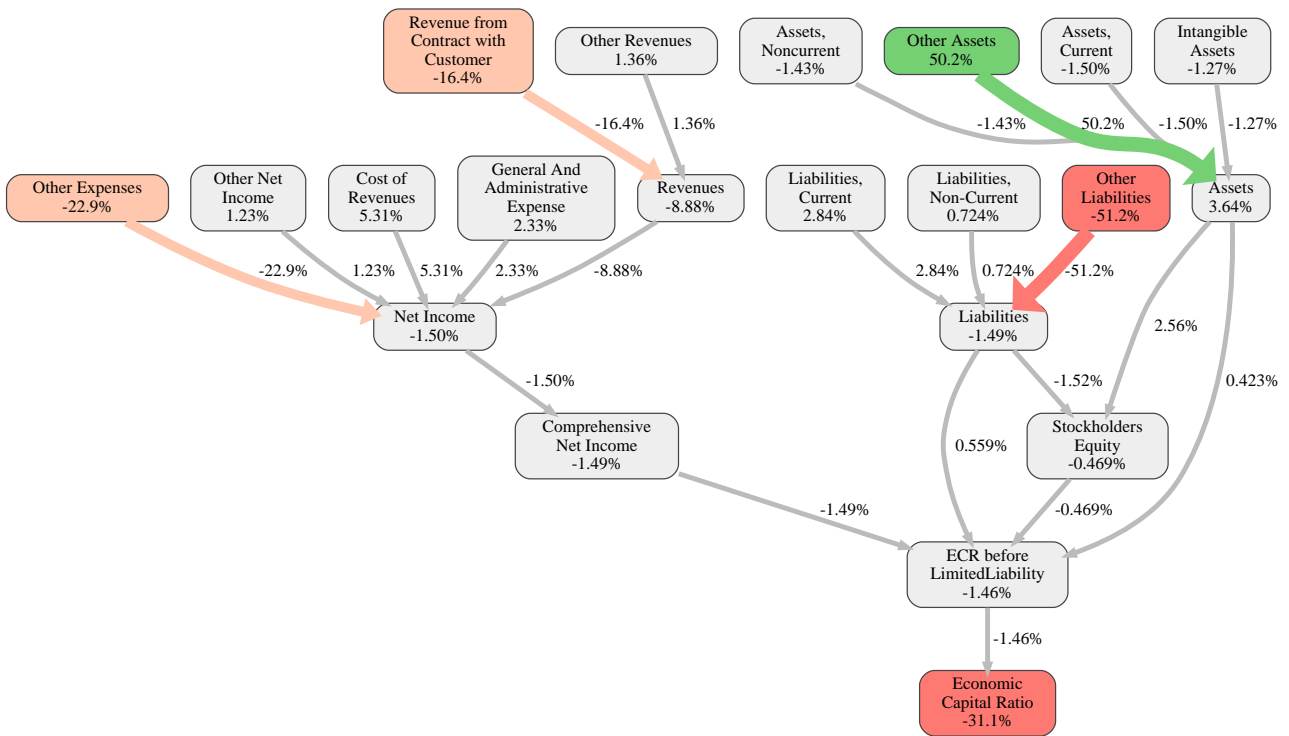 Revenue from
Contract with
Customer
-16.4%
Other Revenues
1.36%
Assets,
Noncurrent
-1.43%
Other Assets
50.2%
Assets,
Current
-1.50%
Intangible
Assets
-1.27%
-16.4%
1.36%
-1.43%
50.2%
-1.50%
-1.27%
Other Expenses
-22.9%
Other Net
Income
1.23%
Cost of
Revenues
5.31%
General And
Administrative
Expense
2.33%
Revenues
-8.88%
Liabilities,
Current
2.84%
Liabilities,
Non-Current
0.724%
Other
Liabilities
-51.2%
Assets
3.64%
-22.9%
1.23%
5.31%
2.33%
-8.88%
2.84%
0.724%
-51.2%
Net Income
-1.50%
Liabilities
-1.49%
2.56%
-1.50%
-1.52%
0.423%
Comprehensive
Net Income
-1.49%
0.559%
Stockholders
Equity
-0.469%
-1.49%
-0.469%
ECR before
LimitedLiability
-1.46%
-1.46%
Economic
Capital Ratio
-31.1%